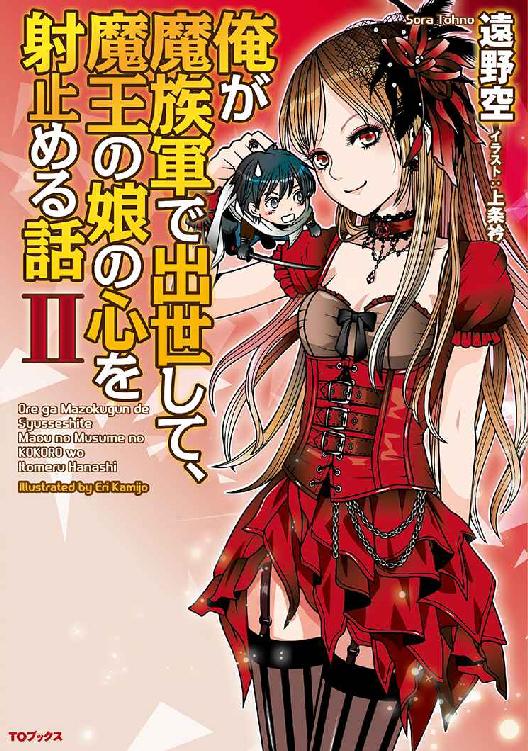 俺が
魔族軍で出世して、
魔王の娘の心を
射止める話
II
Ore ga Mazokugun de
Syusseshite
Maou no Musume no
KOKORO wo
Itomeru Hanashi
Illustrated by Eri Kamijo
Sora Tohno
遠野空
イラスト:上条衿
TOブックス